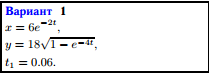 Вариант 1
x = 6e^{-2t},
y = 18√(1 − e^{-4t}),
t₁ = 0.06.